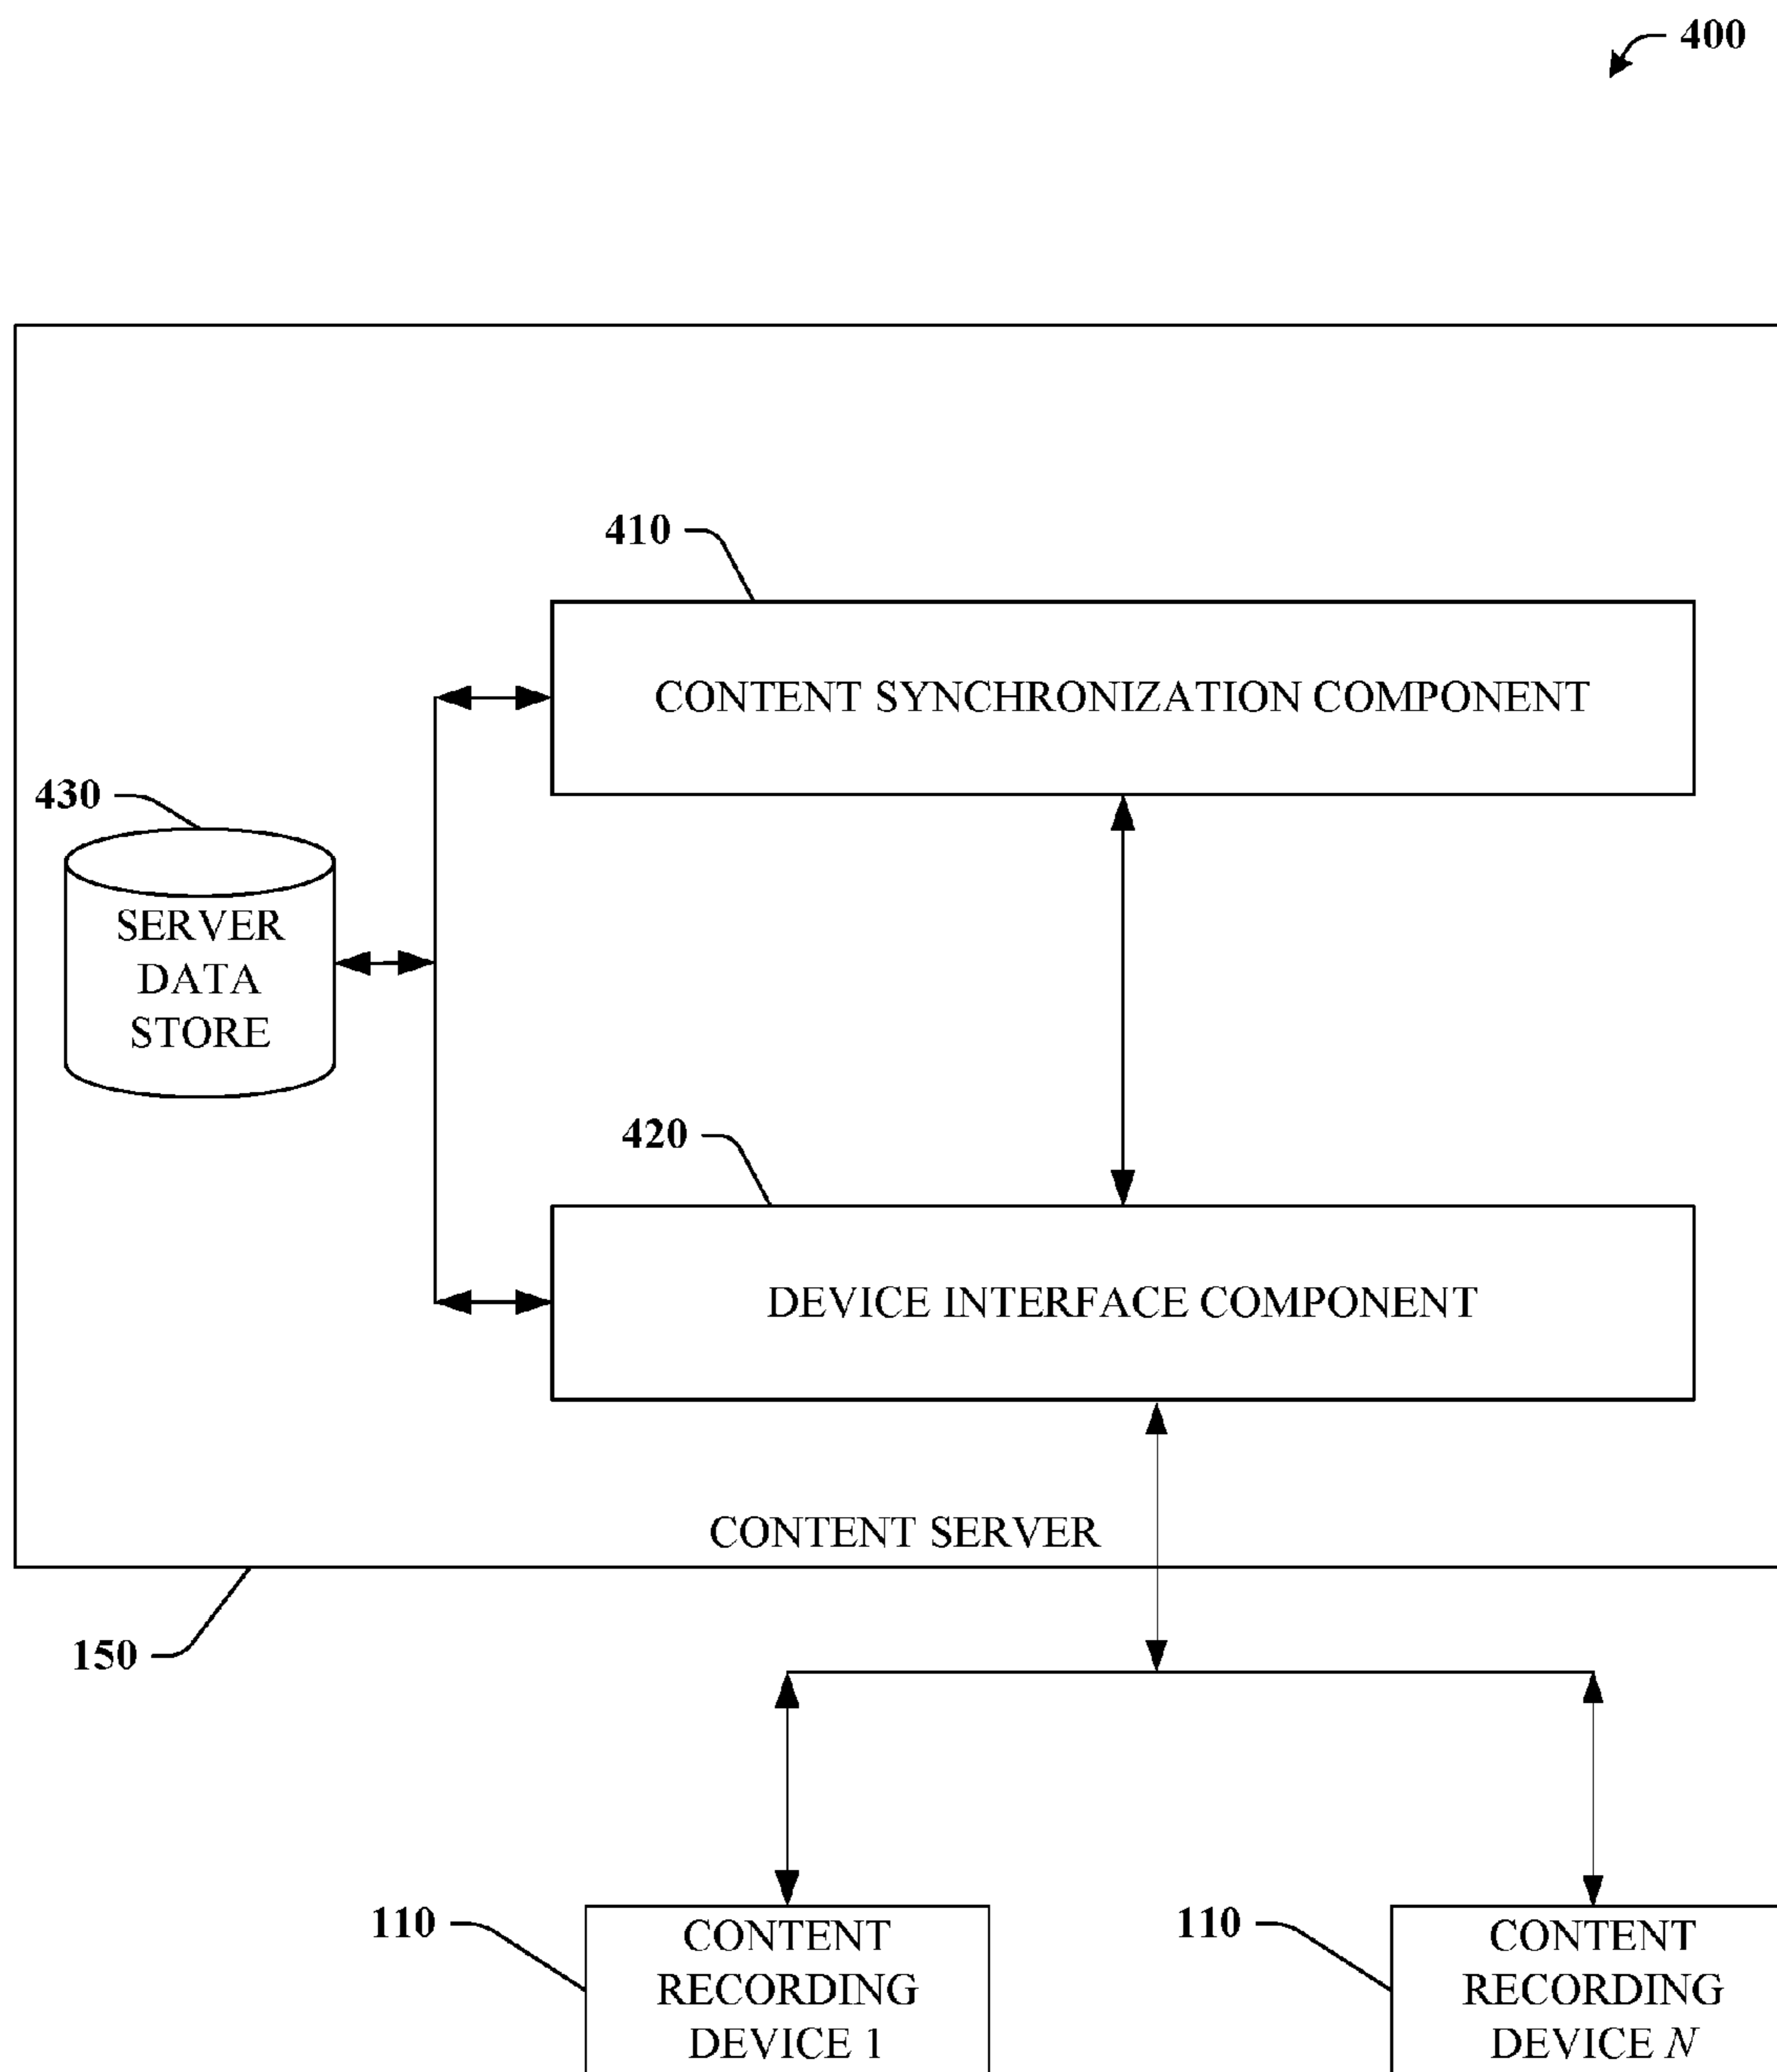 400
410
CONTENT SYNCHRONIZATION COMPONENT
430
SERVER
DATA
STORE
420
DEVICE INTERFACE COMPONENT
CONTENT SERVER
150
110
CONTENT
RECORDING
DEVICE 1
110
CONTENT
RECORDING
DEVICE N